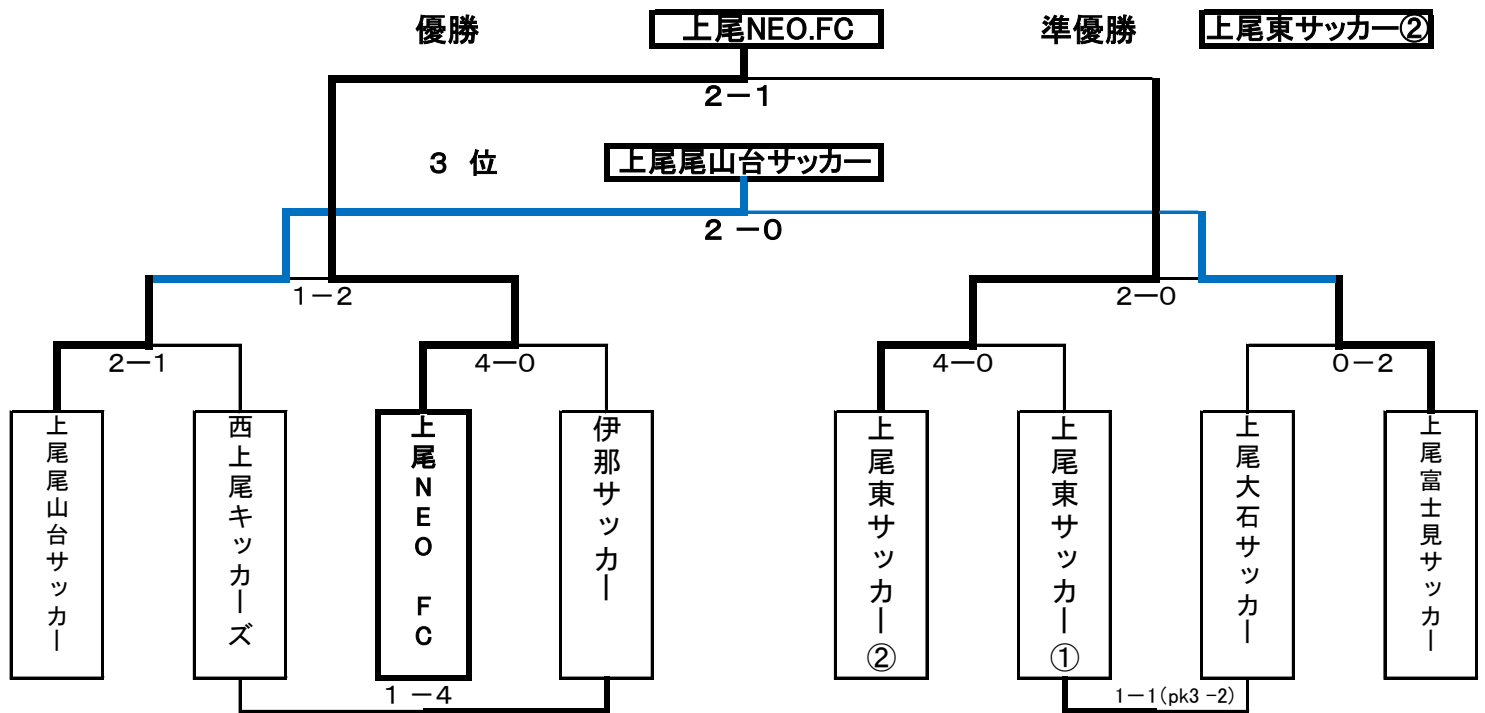 優勝 上尾NEO.FC 準優勝 上尾東サッカー②
2－1
３ 位 上尾尾山台サッカー
2 －0
1－2 2－0
2－1 4－0 4－0 0－2
上尾尾山台サッカー
西上尾キッカーズ
上尾NEO FC
伊那サッカー
上尾東サッカー②
上尾東サッカー①
上尾大石サッカー
上尾富士見サッカー
1 －4 1－1(pk3 -2)